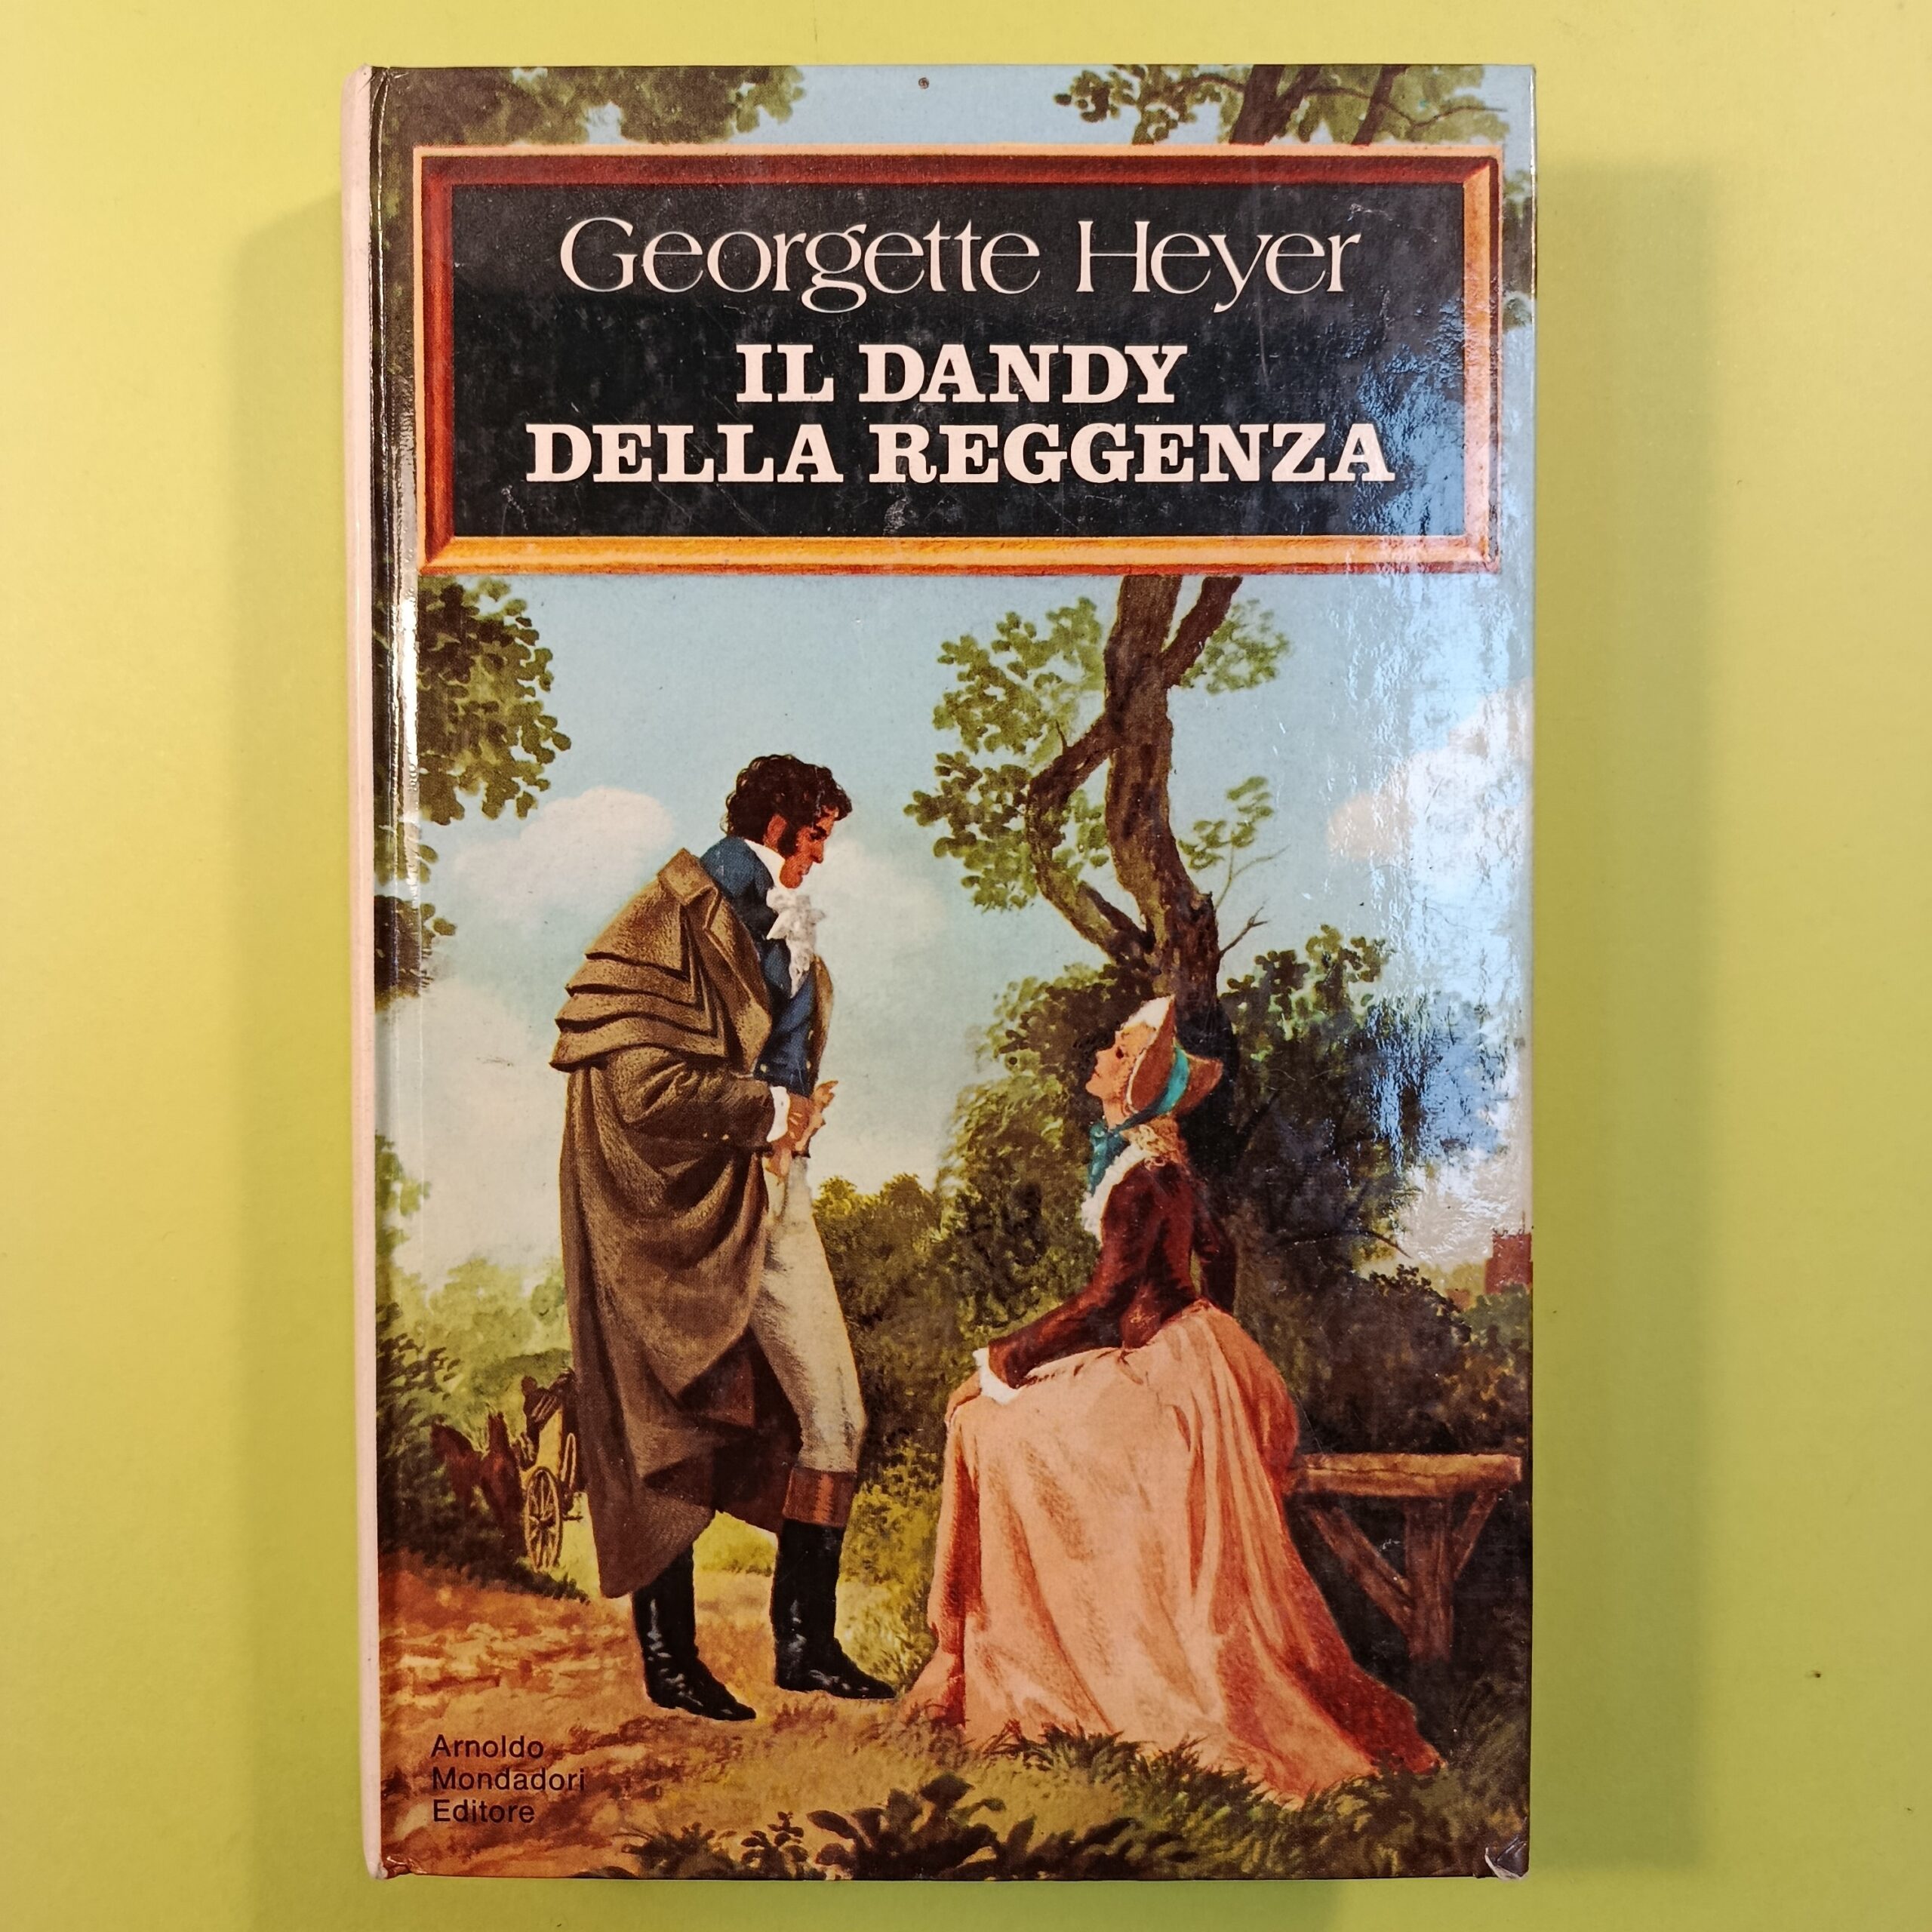 Georgette Heyer
IL DANDY
DELLA REGGENZA
Arnoldo
Mondadori
Editore